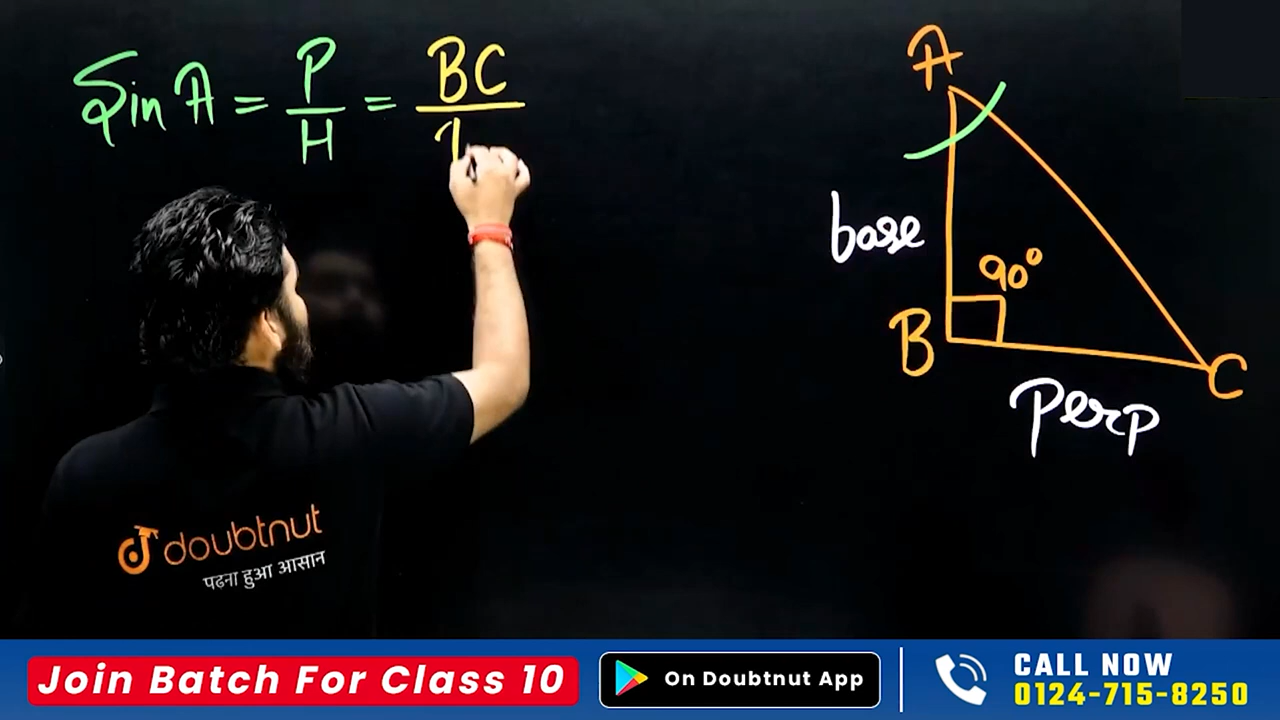 Sin A = P/H = BC/
A
base
90°
B
C
Perp
doubtnut
पढना हुआ आसान
Join Batch For Class 10
On Doubtnut App
CALL NOW
0124-715-8250